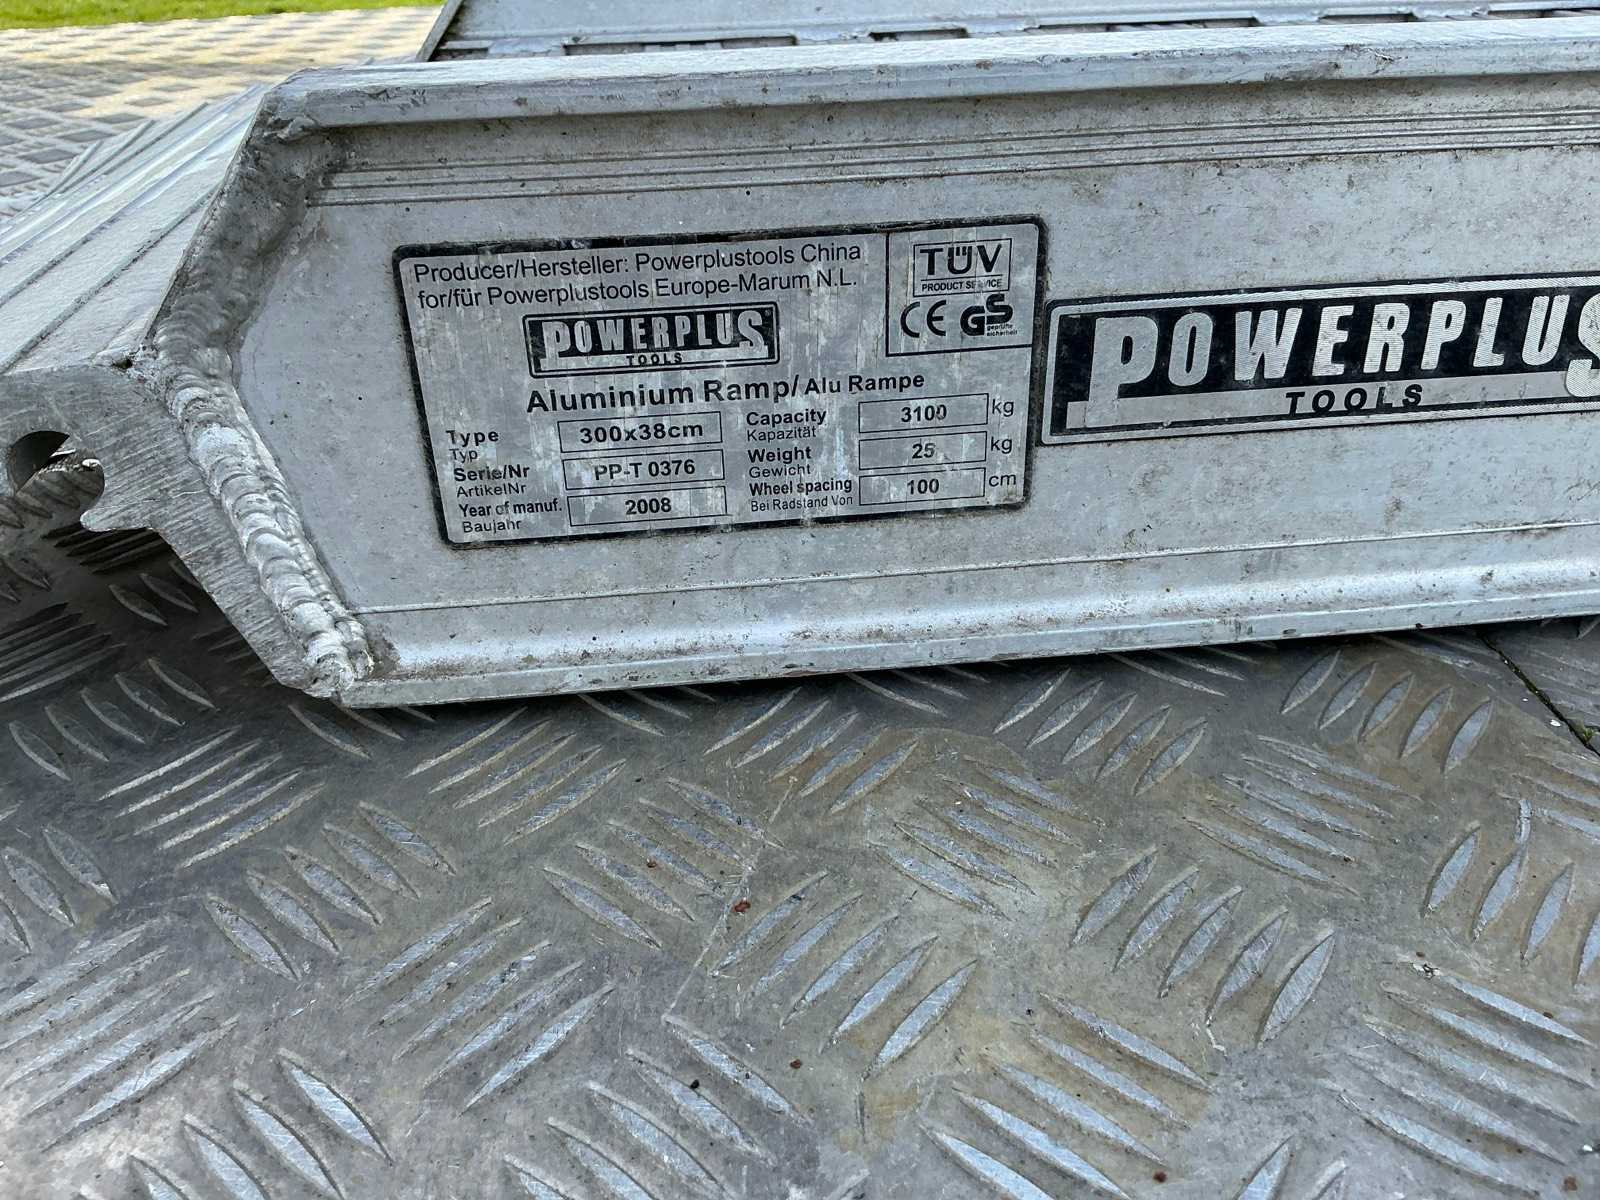 Producer/Hersteller: Powerplustools China
for/für Powerplustools Europe-Marum N.L.
TÜV
PRODUCT SERVICE
CE GS
geprüfte
sicherheit
POWERPLUS
TOOLS
Aluminium Ramp/Alu Rampe
Type 300x38cm
Typ
Serie/Nr PP-T 0376
ArtikelNr
Year of manuf. 2008
Baujahr
Capacity 3100 kg
Kapazität
Weight 25 kg
Gewicht
Wheel spacing 100 cm
Bei Radstand Von
POWERPLUS
TOOLS